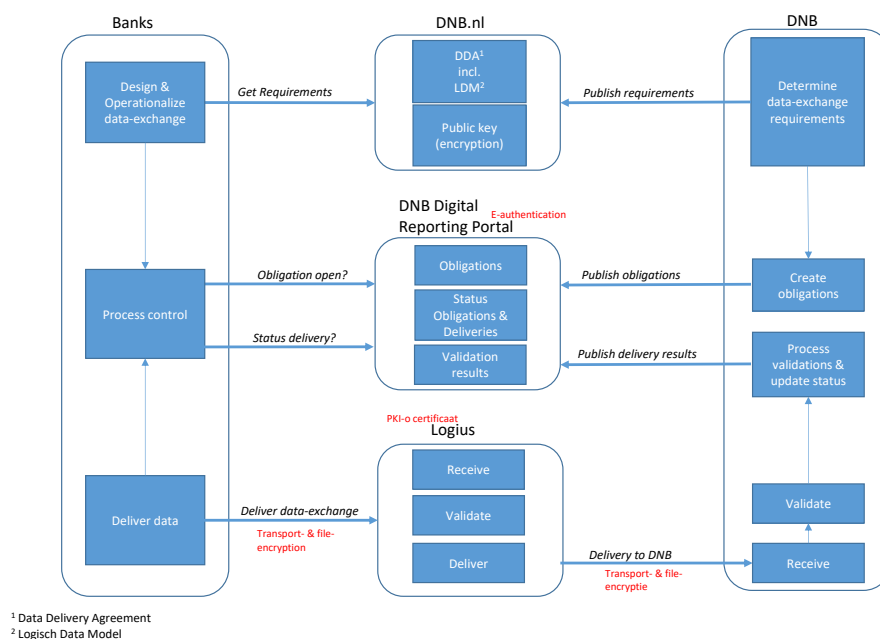 Banks
DNB.nl
DNB
Design &
Operationalize
data-exchange
Get Requirements
DDA¹
incl.
LDM²
Public key
(encryption)
Publish requirements
Determine
data-exchange
requirements
DNB Digital
Reporting Portal
E-authentication
Process control
Obligation open?
Status delivery?
Obligations
Status
Obligations &
Deliveries
Validation
results
Publish obligations
Publish delivery results
Create
obligations
Process
validations &
update status
PKI-o certificaat
Logius
Deliver data
Deliver data-exchange
Transport- & file-
encryption
Receive
Validate
Deliver
Delivery to DNB
Transport- & file-
encryptie
Validate
Receive
¹ Data Delivery Agreement
² Logisch Data Model